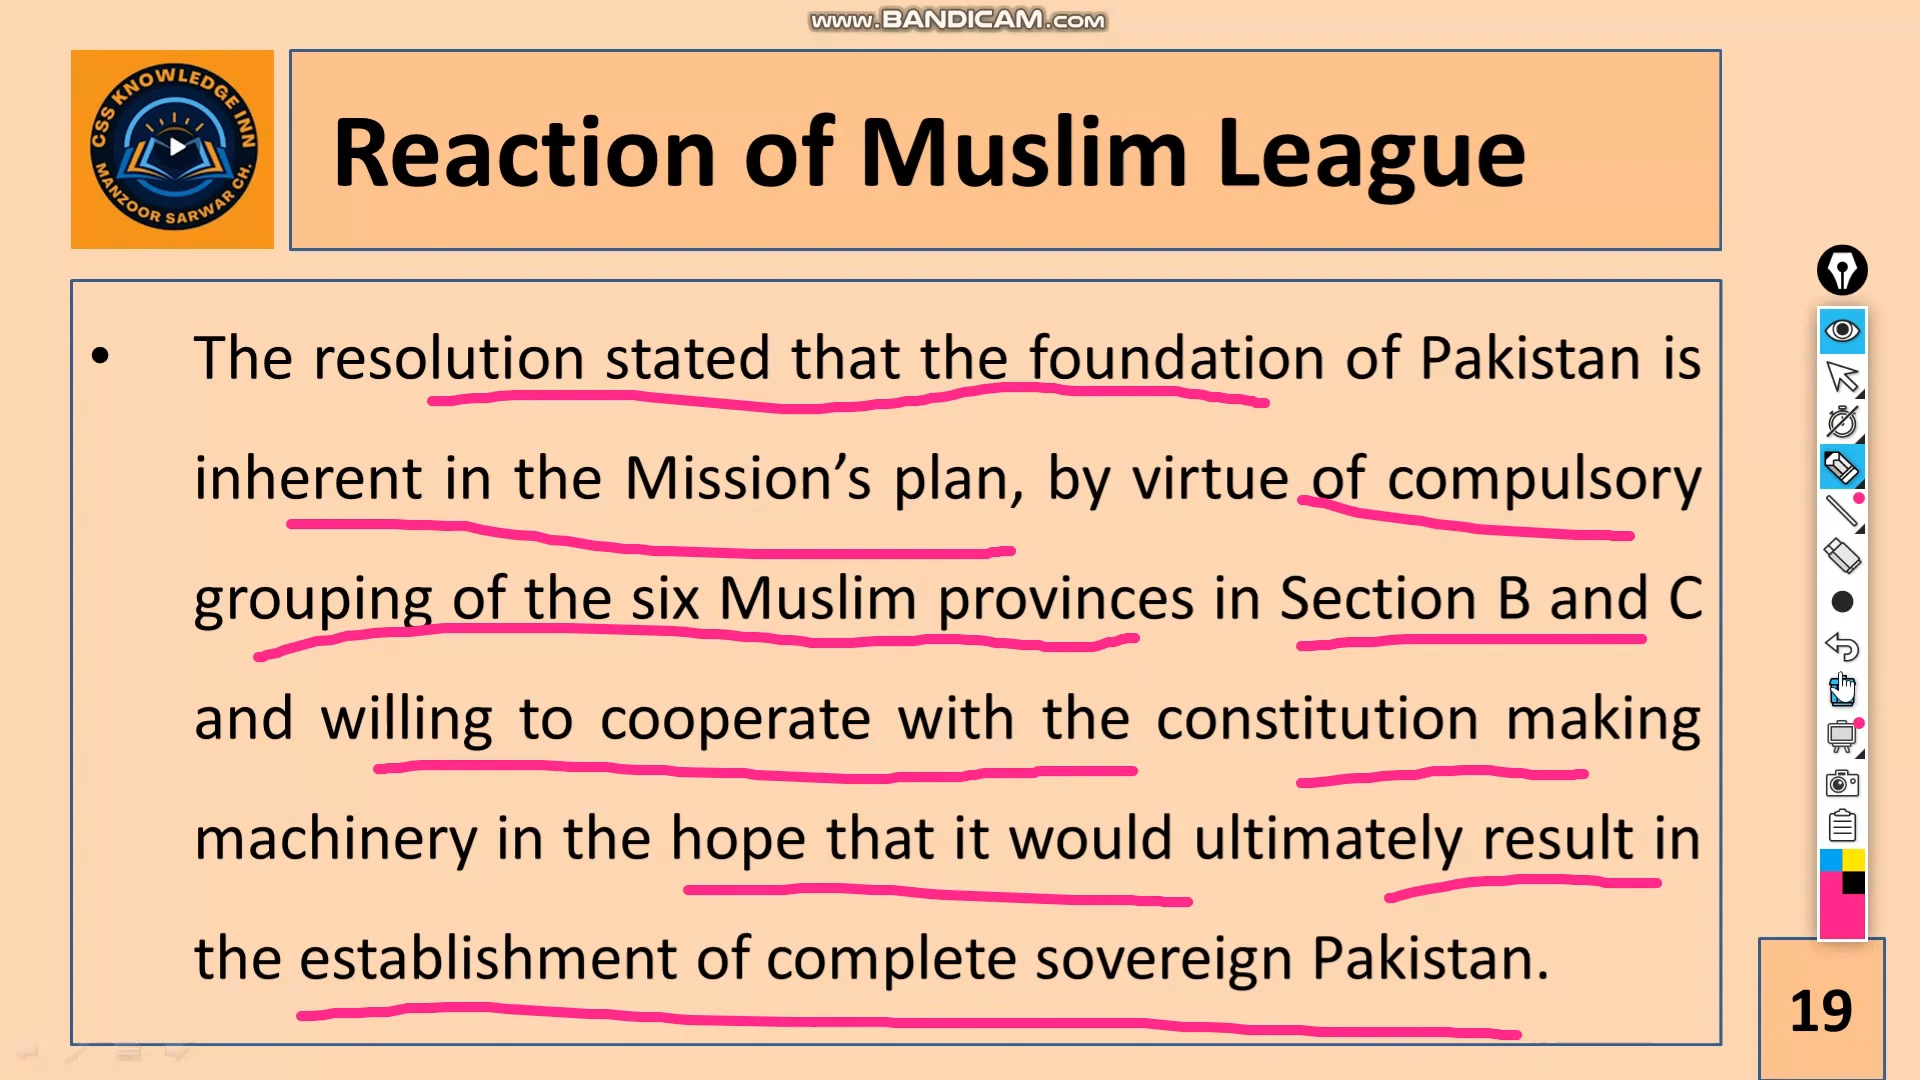 www.BANDICAM.com
CSS KNOWLEDGE INN
MANZOOR SARWAR CH.
Reaction of Muslim League
• The resolution stated that the foundation of Pakistan is
inherent in the Mission’s plan, by virtue of compulsory
grouping of the six Muslim provinces in Section B and C
and willing to cooperate with the constitution making
machinery in the hope that it would ultimately result in
the establishment of complete sovereign Pakistan.
19